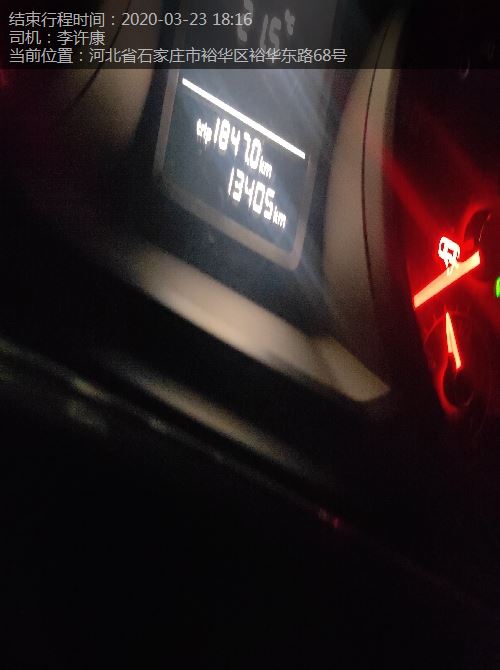 结束行程时间：2020-03-23 18:16
司机：李许康
当前位置：河北省石家庄市裕华区裕华东路68号
21.5°C
trip 1847.0 km
13405 km